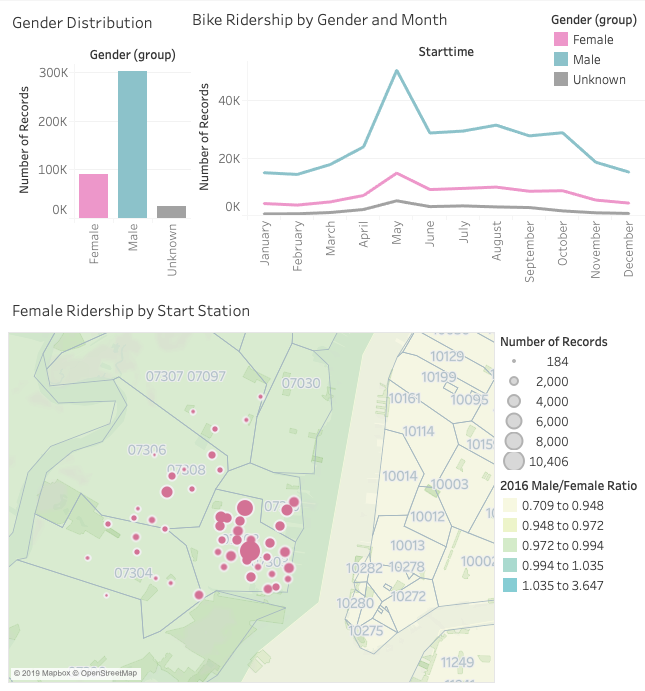 Gender Distribution
Bike Ridership by Gender and Month
Gender (group)
Female
Male
Unknown
Gender (group)
Number of Records
300K
200K
100K
0K
Female
Male
Unknown
Starttime
Number of Records
40K
20K
0K
January
February
March
April
May
June
July
August
September
October
November
December
Female Ridership by Start Station
07307 07097
07030
07306
07308
07304
10129
10199
10161
10095
10114
10014
10003
10012
10013
10282 10278
10272
10280
10275
11249
© 2019 Mapbox © OpenStreetMap
Number of Records
184
2,000
4,000
6,000
8,000
10,406
2016 Male/Female Ratio
0.709 to 0.948
0.948 to 0.972
0.972 to 0.994
0.994 to 1.035
1.035 to 3.647